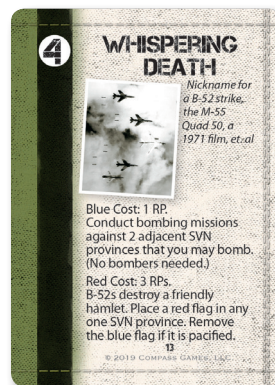 4
WHISPERING
DEATH
Nickname for
a B-52 strike,
the M-55
Quad 50, a
1971 film, et. al
Blue Cost: 1 RP.
Conduct bombing missions
against 2 adjacent SVN
provinces that you may bomb.
(No bombers needed.)
Red Cost: 3 RPs.
B-52s destroy a friendly
hamlet. Place a red flag in any
one SVN province. Remove
the blue flag if it is pacified.
13
© 2019 COMPASS GAMES, LLC